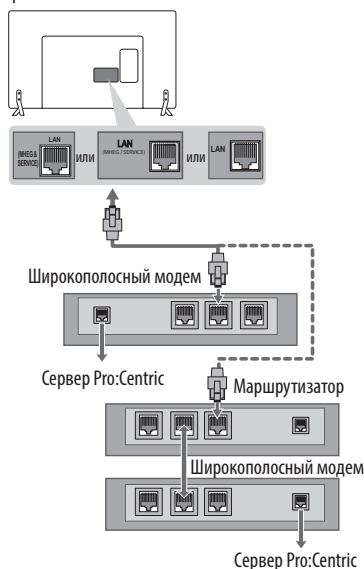 LAN
(MHEG & SERVICE)
ИЛИ
LAN
(MHEG / SERVICE)
ИЛИ
LAN
Широкополосный модем
Сервер Pro:Centric
Маршрутизатор
Широкополосный модем
Сервер Pro:Centric